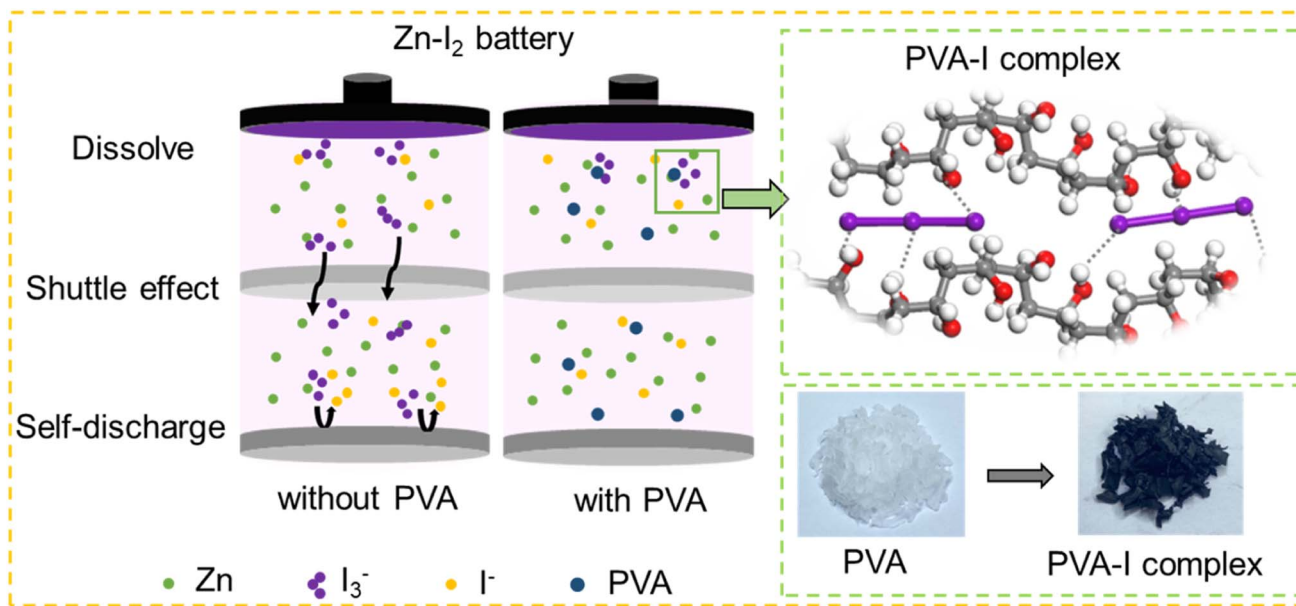 Zn-I₂ battery
Dissolve
Shuttle effect
Self-discharge
without PVA
with PVA
Zn
I₃⁻
I⁻
PVA
PVA-I complex
PVA
PVA-I complex